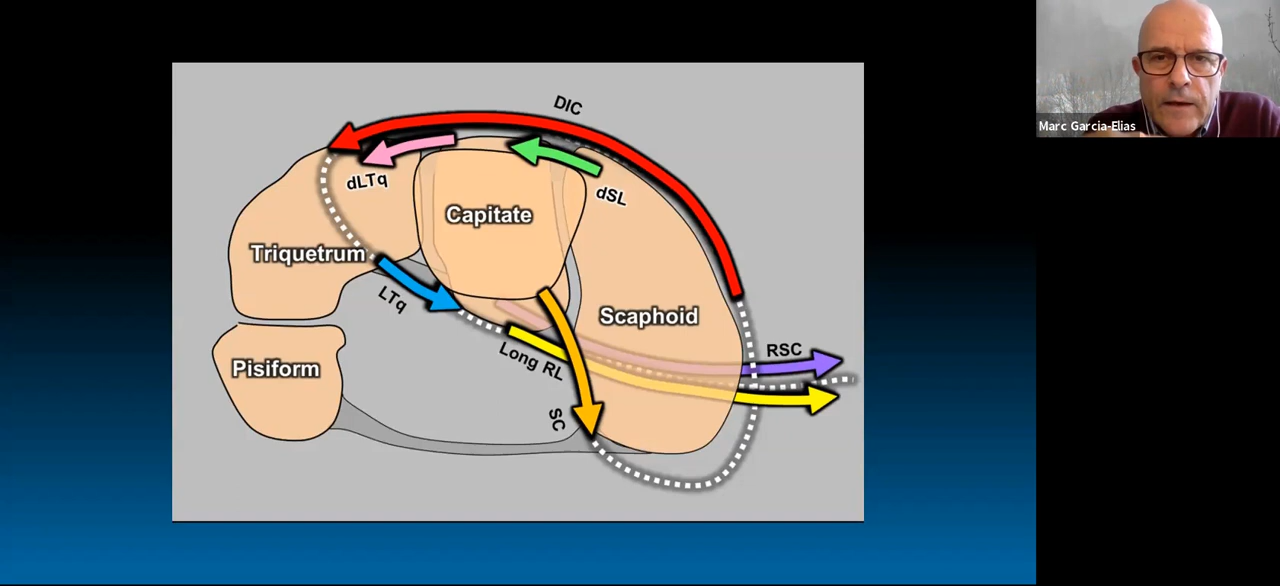 DIC
dLTq
dSL
Capitate
Triquetrum
LTq
Scaphoid
Long RL
RSC
Pisiform
SC
Marc Garcia-Elias